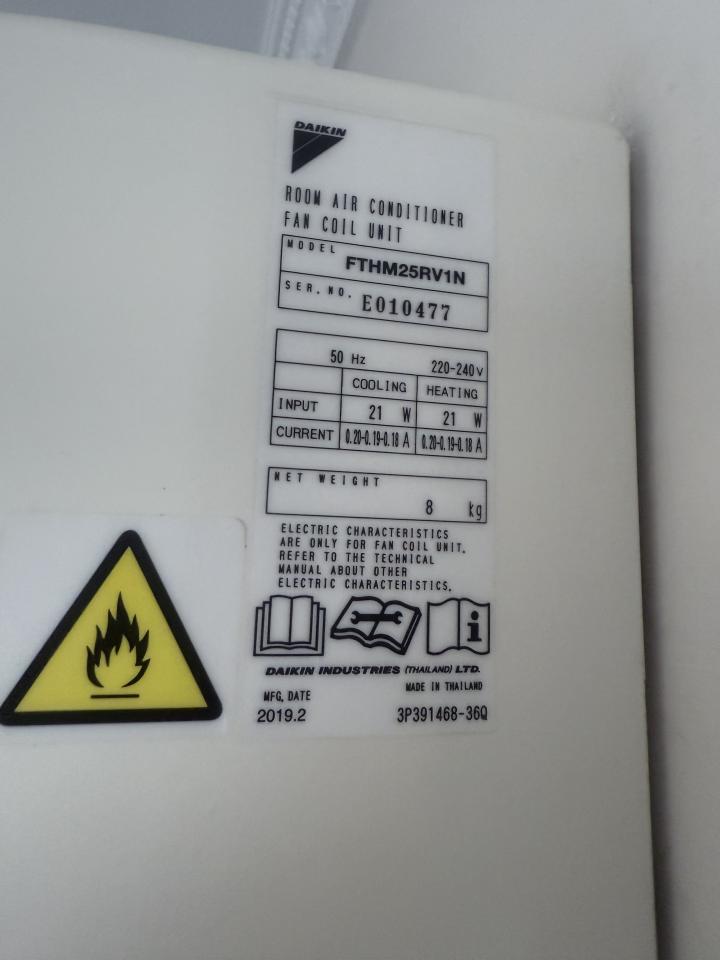 DAIKIN
ROOM AIR CONDITIONER
FAN COIL UNIT
MODEL FTHM25RV1N
SER.NO. E010477
50 Hz 220-240V
COOLING HEATING
INPUT 21 W 21 W
CURRENT 0.20-0.19-0.18 A 0.20-0.19-0.18 A
NET WEIGHT
8 kg
ELECTRIC CHARACTERISTICS
ARE ONLY FOR FAN COIL UNIT.
REFER TO THE TECHNICAL
MANUAL ABOUT OTHER
ELECTRIC CHARACTERISTICS.
DAIKIN INDUSTRIES (THAILAND) LTD.
MFG. DATE MADE IN THAILAND
2019.2 3P391468-36Q